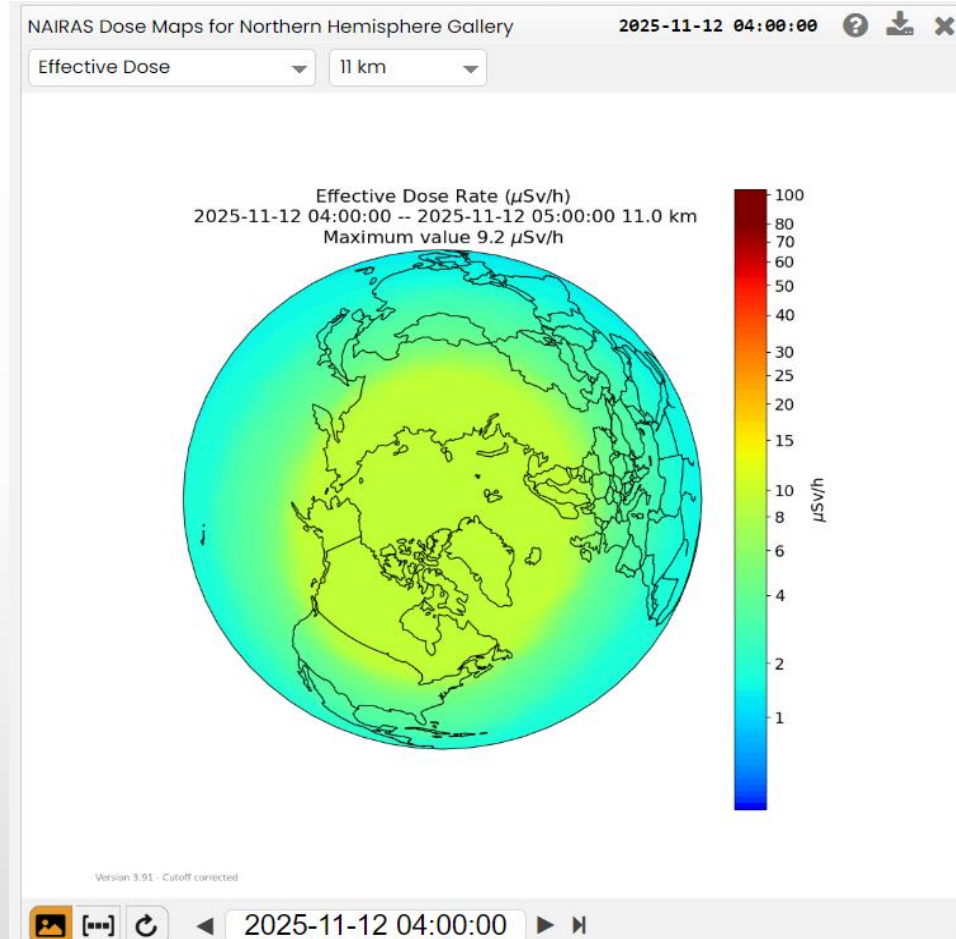 NAIRAS Dose Maps for Northern Hemisphere Gallery 2025-11-12 04:00:00
Effective Dose 11 km
Effective Dose Rate (μSv/h)
2025-11-12 04:00:00 -- 2025-11-12 05:00:00 11.0 km
Maximum value 9.2 μSv/h
100
80
70
60
50
40
30
25
20
15
10
8
6
4
2
1
μSv/h
Version 3.91 - Cutoff corrected
2025-11-12 04:00:00